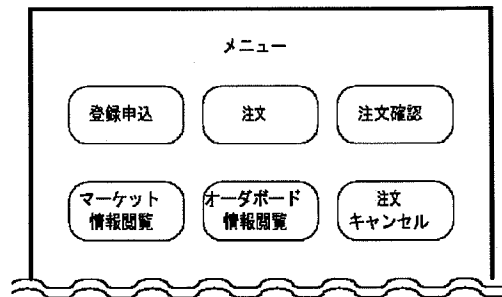 メニュー
登録申込
注文
注文確認
マーケット
情報閲覧
オーダボード
情報閲覧
注文
キャンセル